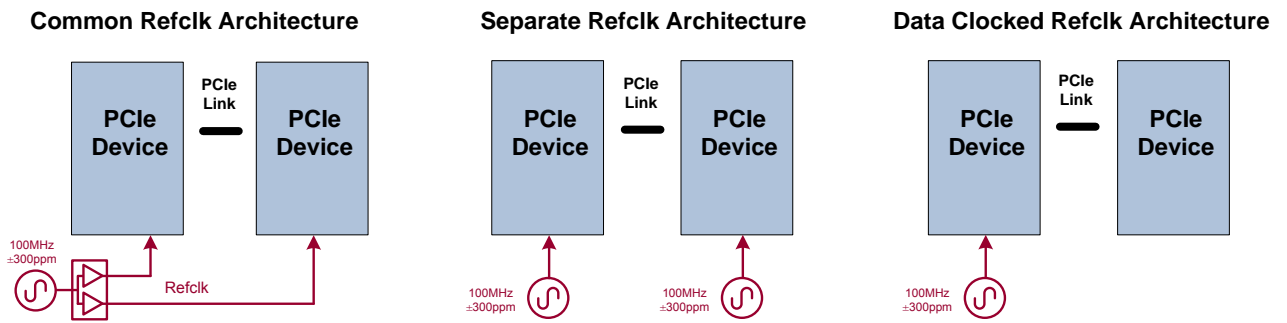 Common Refclk Architecture
PCIe
Device
PCIe
Link
PCIe
Device
100MHz
±300ppm
Refclk
Separate Refclk Architecture
PCIe
Device
PCIe
Link
PCIe
Device
100MHz
±300ppm
100MHz
±300ppm
Data Clocked Refclk Architecture
PCIe
Device
PCIe
Link
PCIe
Device
100MHz
±300ppm